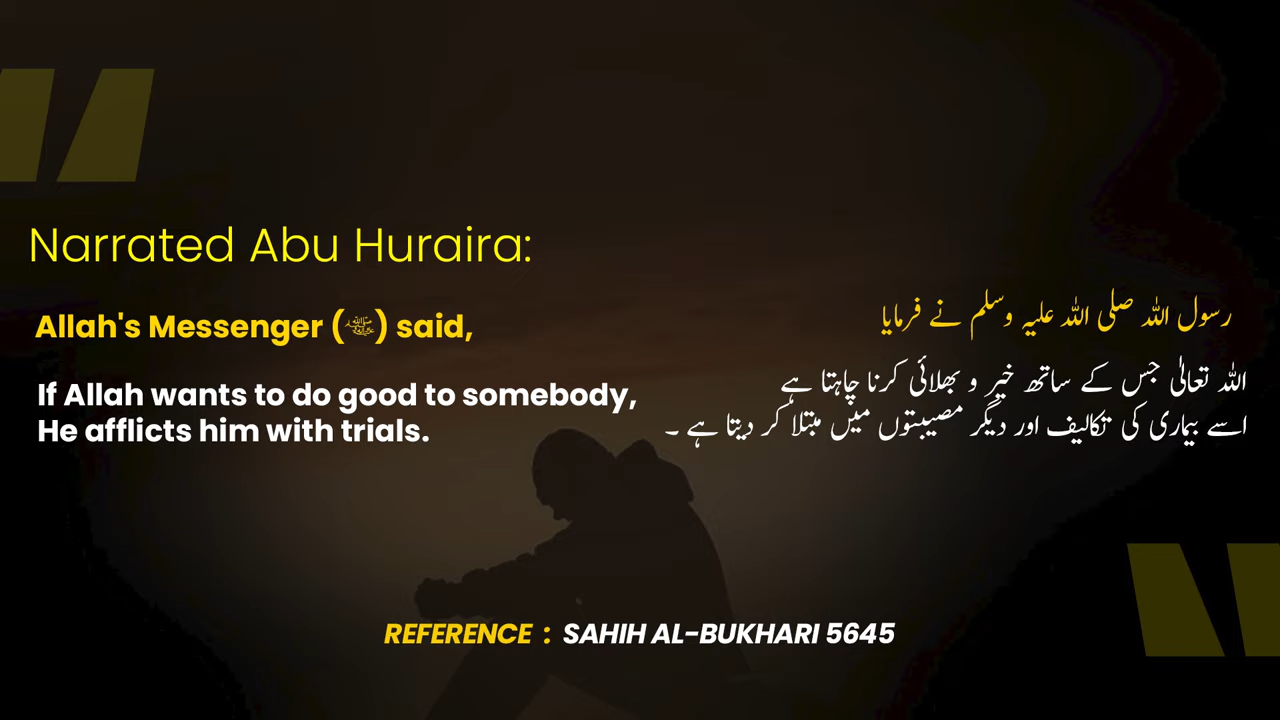 Narrated Abu Huraira:
Allah's Messenger (ﷺ) said,
If Allah wants to do good to somebody,
He afflicts him with trials.
رسول اللہ صلی اللہ علیہ وسلم نے فرمایا
اللہ تعالٰی جس کے ساتھ خیر و بھلائی کرنا چاہتا ہے
اسے بیماری کی تکالیف اور دیگر مصیبتوں میں مبتلا کر دیتا ہے ۔
REFERENCE : SAHIH AL-BUKHARI 5645